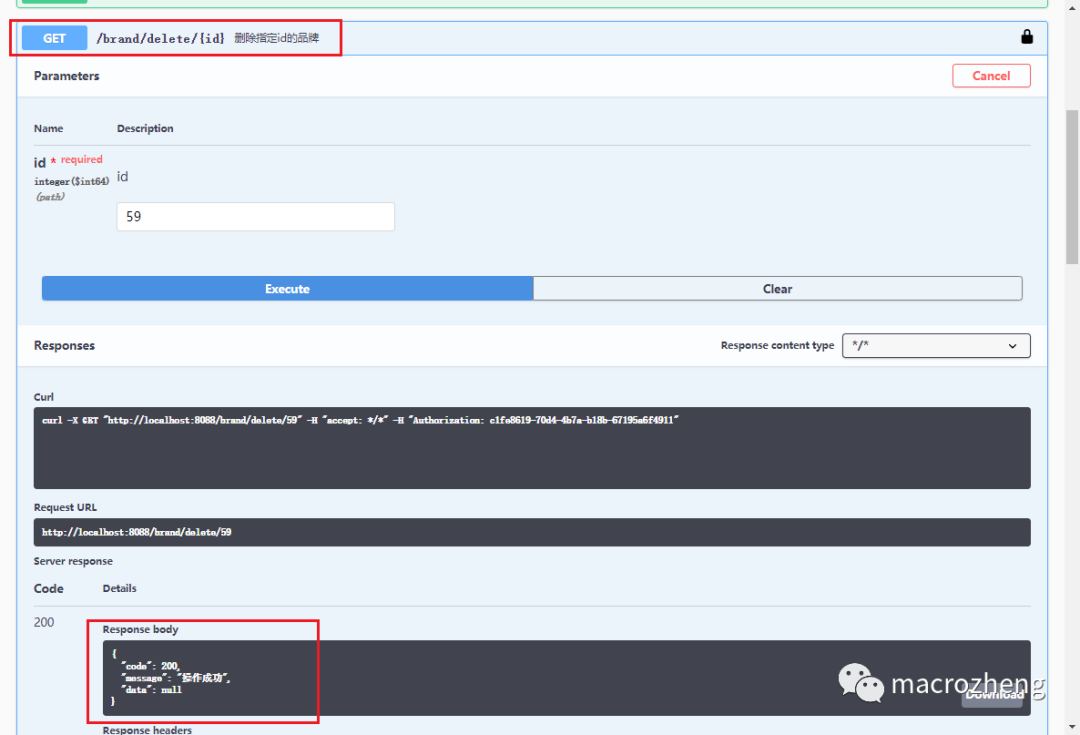 GET /brand/delete/{id} 删除指定id的品牌
Parameters
Cancel
Name Description
id * required
id
integer($int64)
(path)
59
Execute Clear
Responses
Response content type */*
Curl
curl -X GET "http://localhost:8088/brand/delete/59" -H "accept: */*" -H "Authorization: c1fe8619-70d4-4b7a-b18b-67195a6f4911"
Request URL
http://localhost:8088/brand/delete/59
Server response
Code Details
200
Response body
{
"code": 200,
"message": "操作成功",
"data": null
}
macrozheng
Download
Response headers